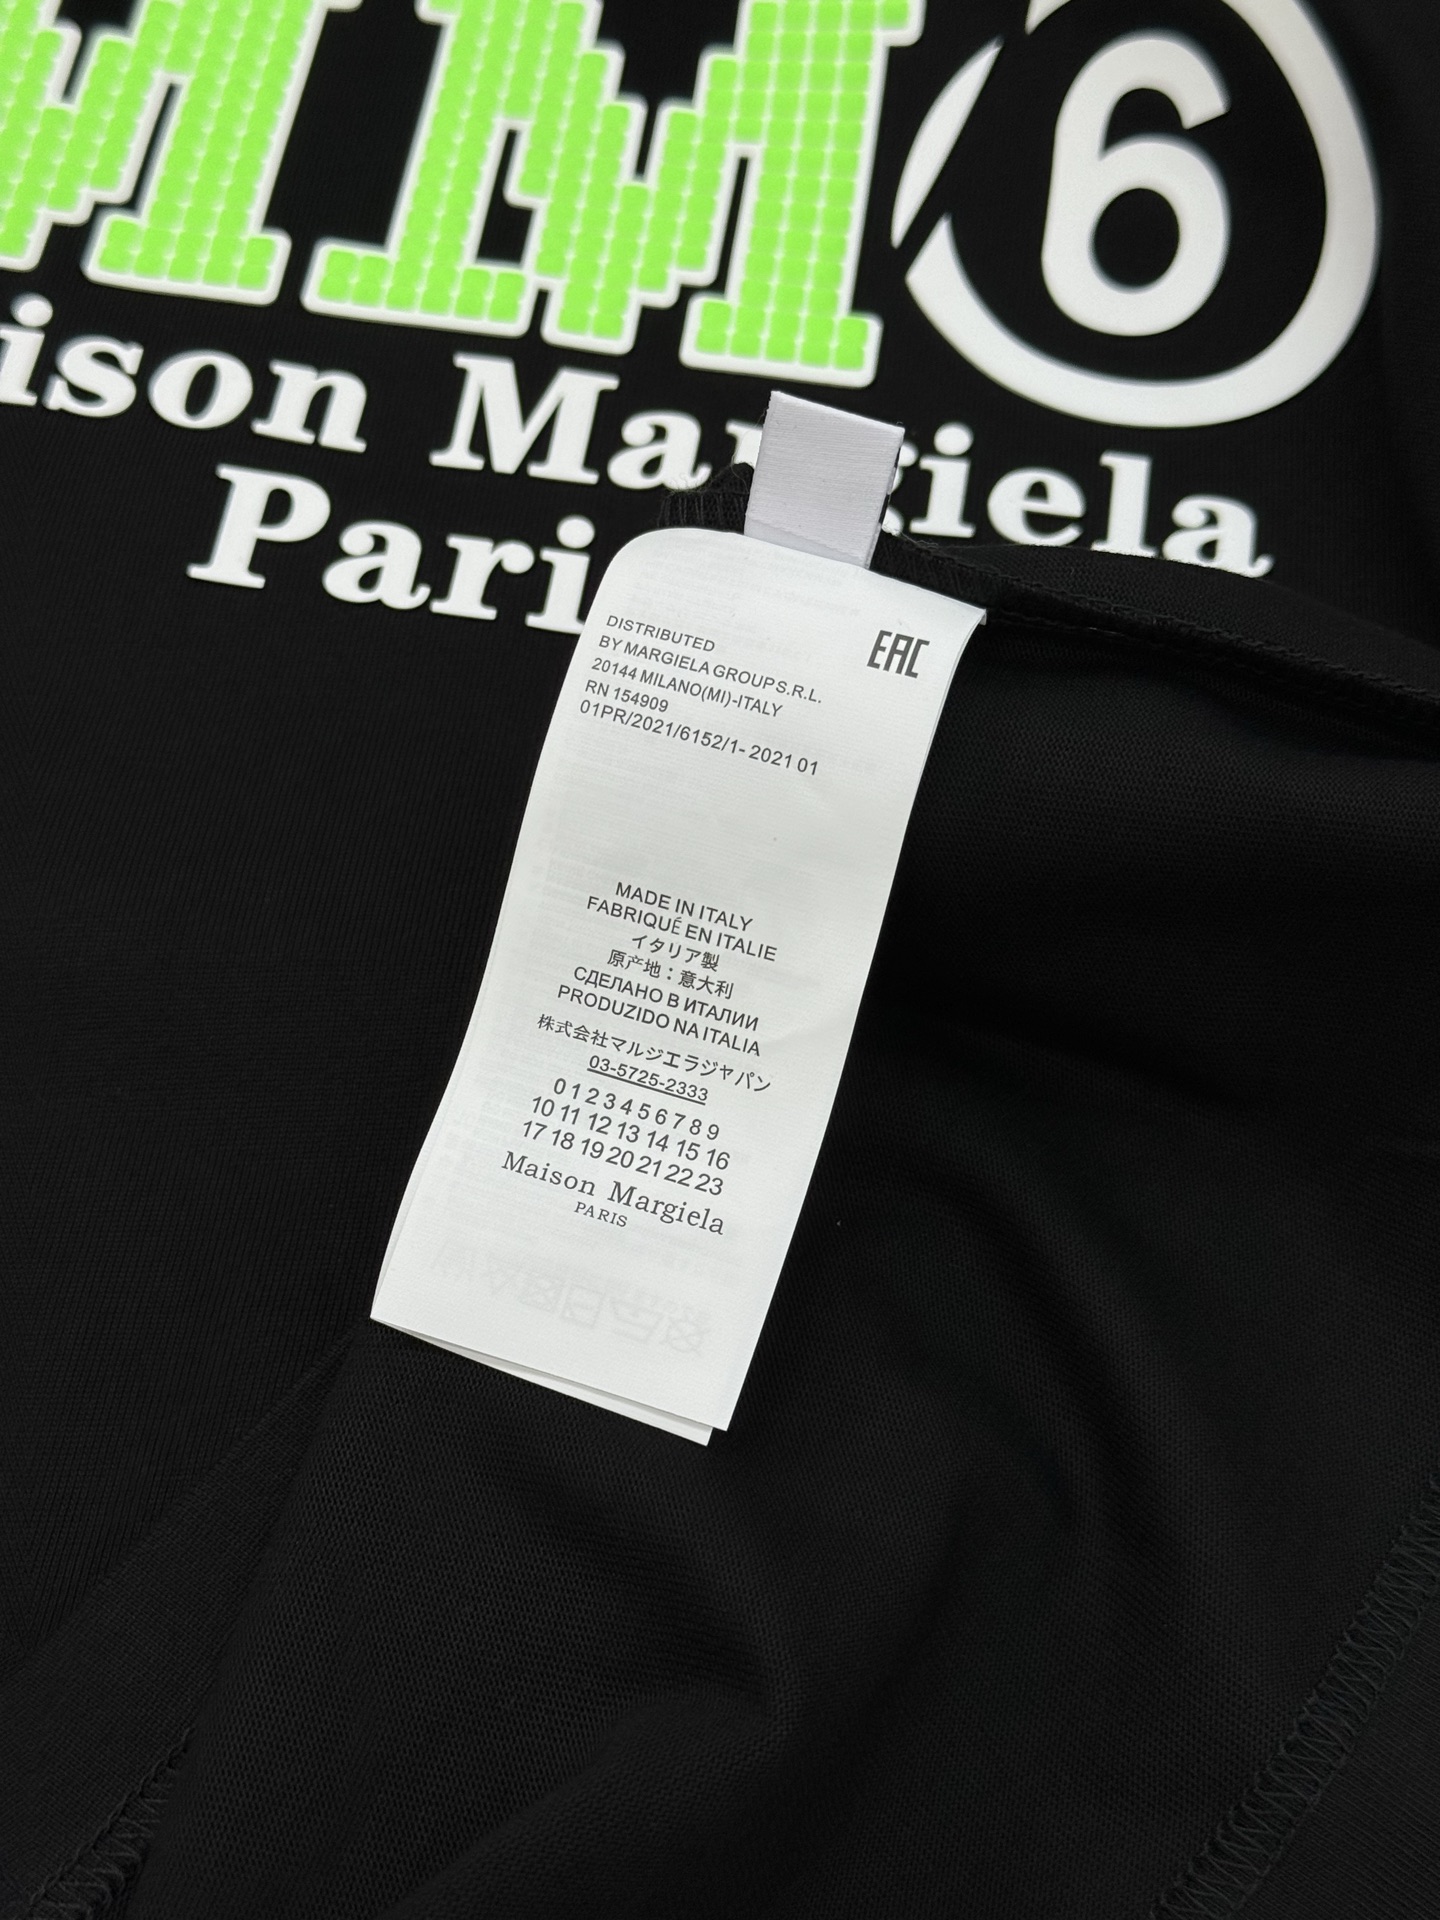 MM6
ison Margiela
Pari
DISTRIBUTED
BY MARGIELA GROUP S.R.L.
20144 MILANO(MI)-ITALY
RN 154909
01PR/2021/6152/1- 2021 01
EAC
MADE IN ITALY
FABRIQUÉ EN ITALIE
イタリア製
原产地：意大利
СДЕЛАНО В ИТАЛИИ
PRODUZIDO NA ITALIA
株式会社マルジエラジャパン
03-5725-2333
0 1 2 3 4 5 6 7 8 9
10 11 12 13 14 15 16
17 18 19 20 21 22 23
Maison Margiela
PARIS